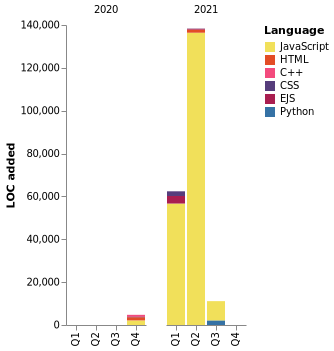 2020 2021
Language
JavaScript
HTML
C++
CSS
EJS
Python
LOC added
140,000
120,000
100,000
80,000
60,000
40,000
20,000
0
Q1 Q2 Q3 Q4 Q1 Q2 Q3 Q4